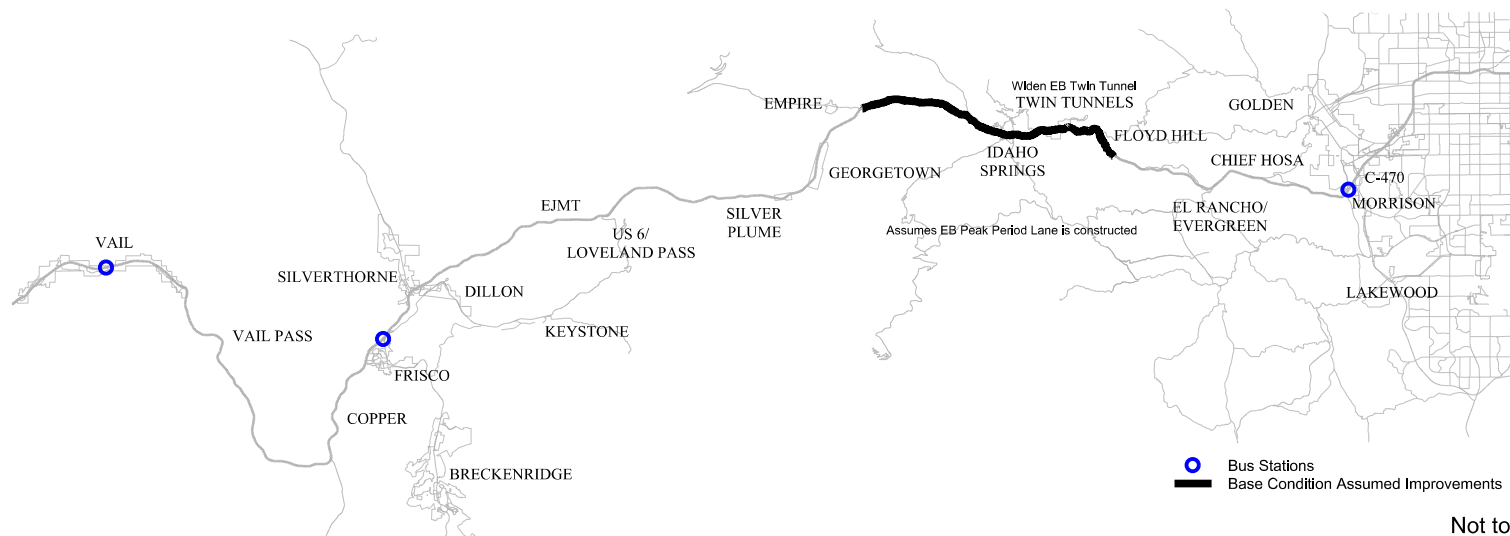 Widen EB Twin Tunnel
TWIN TUNNELS
EMPIRE
GOLDEN
FLOYD HILL
IDAHO
SPRINGS
CHIEF HOSA
GEORGETOWN
C-470
MORRISON
EJMT
SILVER
PLUME
EL RANCHO/
EVERGREEN
US 6/
LOVELAND PASS
Assumes EB Peak Period Lane is constructed
VAIL
SILVERTHORNE
DILLON
LAKEWOOD
VAIL PASS
KEYSTONE
FRISCO
COPPER
BRECKENRIDGE
Bus Stations
Base Condition Assumed Improvements
Not to